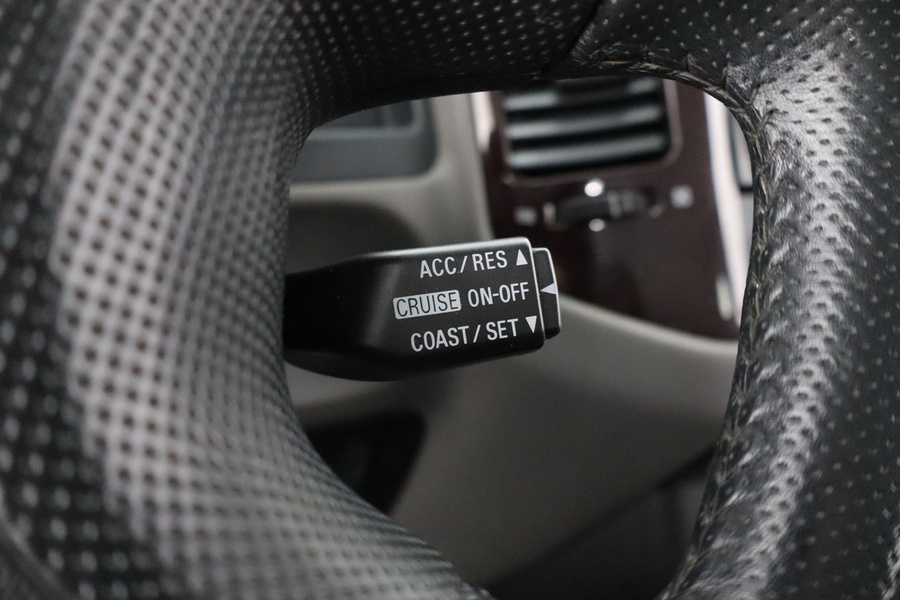 ACC/RES ▲
CRUISE ON-OFF ◀
COAST/SET ▼